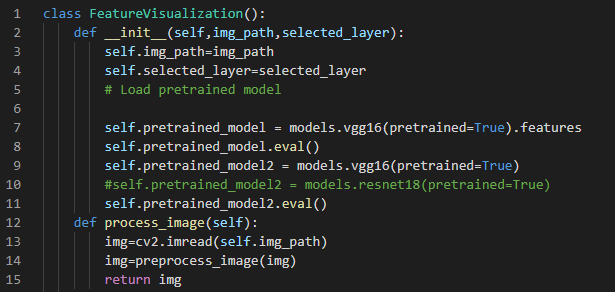 1 class FeatureVisualization():
2     def __init__(self,img_path,selected_layer):
3         self.img_path=img_path
4         self.selected_layer=selected_layer
5         # Load pretrained model
6
7         self.pretrained_model = models.vgg16(pretrained=True).features
8         self.pretrained_model.eval()
9         self.pretrained_model2 = models.vgg16(pretrained=True)
10         #self.pretrained_model2 = models.resnet18(pretrained=True)
11         self.pretrained_model2.eval()
12     def process_image(self):
13         img=cv2.imread(self.img_path)
14         img=preprocess_image(img)
15         return img